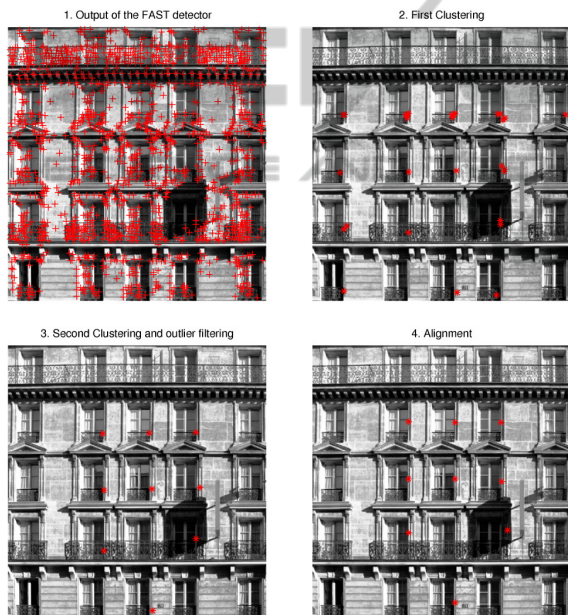 1. Output of the FAST detector
2. First Clustering
3. Second Clustering and outlier filtering
4. Alignment